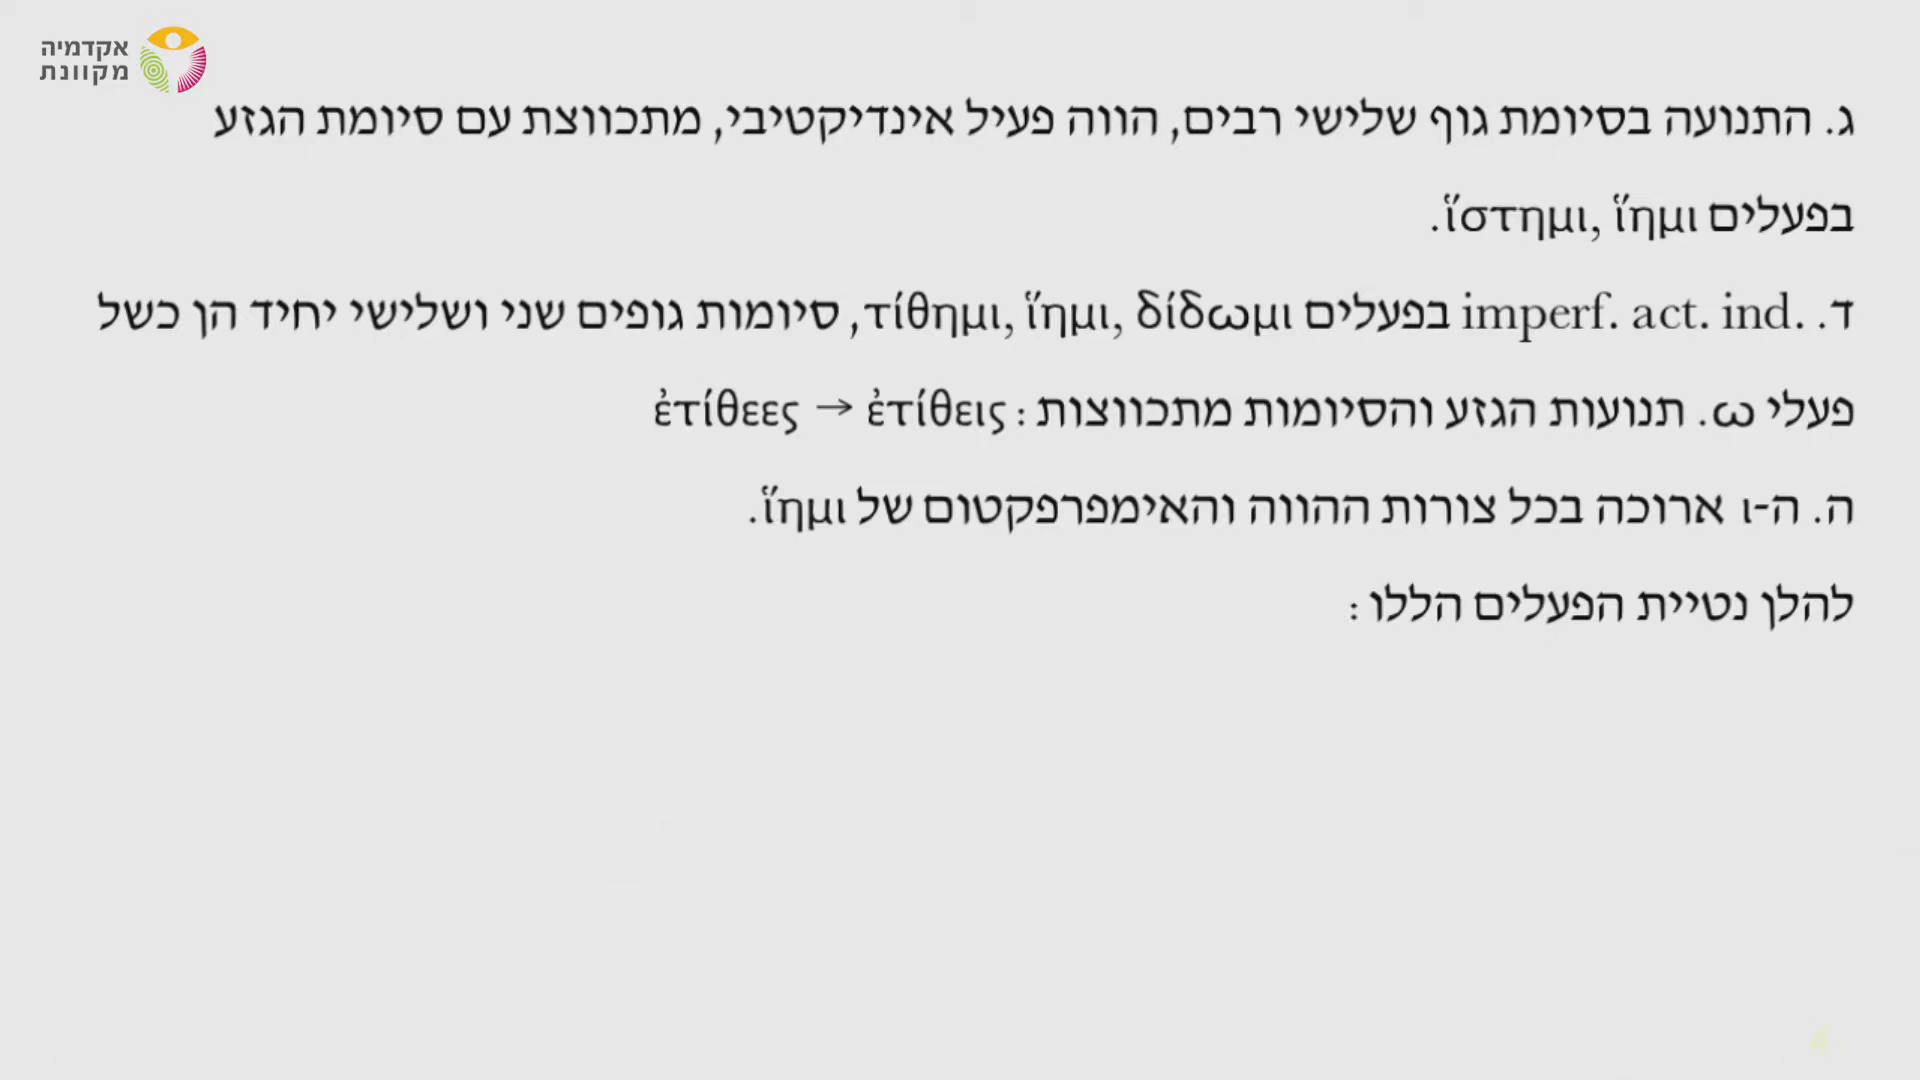 אקדמיה
מקוונת
ג. התנועה בסיומת גוף שלישי רבים, הווה פעיל אינדיקטיבי, מתכווצת עם סיומת הגזע
בפעלים ἵστημι, ἵημι.
ד. imperf. act. ind. בפעלים τίθημι, ἵημι, δίδωμι, סיומות גופים שני ושלישי יחיד הן כשל
פעלי ω. תנועות הגזע והסיומות מתכווצות: ἐτίθεες → ἐτίθεις
ה. ה-ι ארוכה בכל צורות ההווה והאימפרפקטום של ἵημι.
להלן נטיית הפעלים הללו:
4